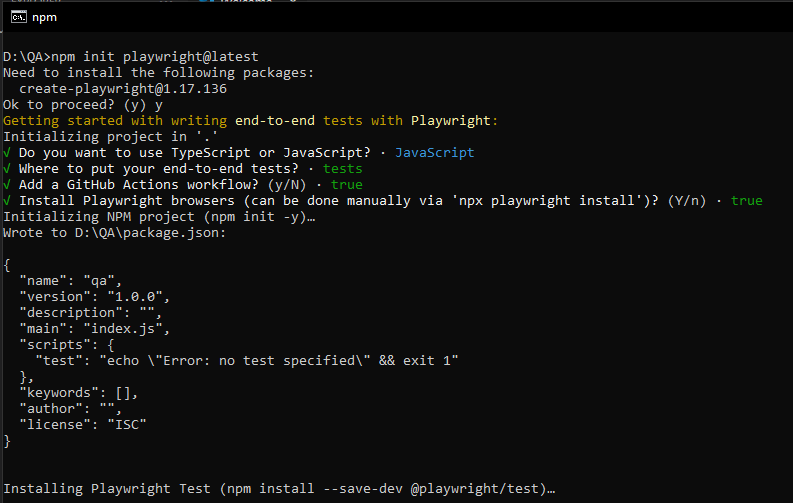 npm
D:\QA>npm init playwright@latest
Need to install the following packages:
  create-playwright@1.17.136
Ok to proceed? (y) y
Getting started with writing end-to-end tests with Playwright:
Initializing project in '.'
√ Do you want to use TypeScript or JavaScript? · JavaScript
√ Where to put your end-to-end tests? · tests
√ Add a GitHub Actions workflow? (y/N) · true
√ Install Playwright browsers (can be done manually via 'npx playwright install')? (Y/n) · true
Initializing NPM project (npm init -y)…
Wrote to D:\QA\package.json:
{
  "name": "qa",
  "version": "1.0.0",
  "description": "",
  "main": "index.js",
  "scripts": {
    "test": "echo \"Error: no test specified\" && exit 1"
  },
  "keywords": [],
  "author": "",
  "license": "ISC"
}
Installing Playwright Test (npm install --save-dev @playwright/test)…